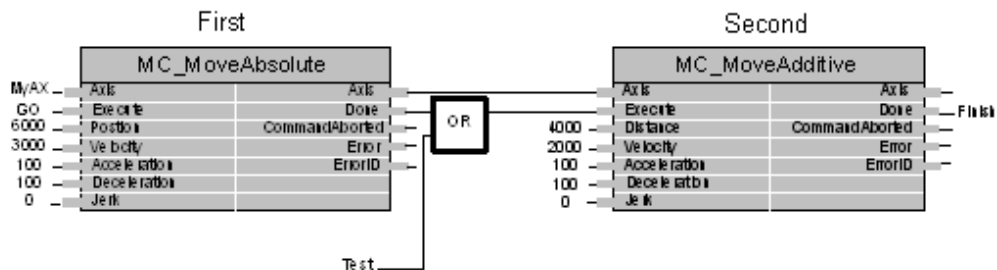 First Second
MC_MoveAbsolute MC_MoveAdditive
MyAX Axis Axis Axis Axis
GO Execute Done OR Execute Done Finish
6000 Position CommandAborted 4000 Distance CommandAborted
3000 Velocity Error 2000 Velocity Error
100 Acceleration ErrorID 100 Acceleration ErrorID
100 Deceleration 100 Deceleration
0 Jerk 0 Jerk
Test